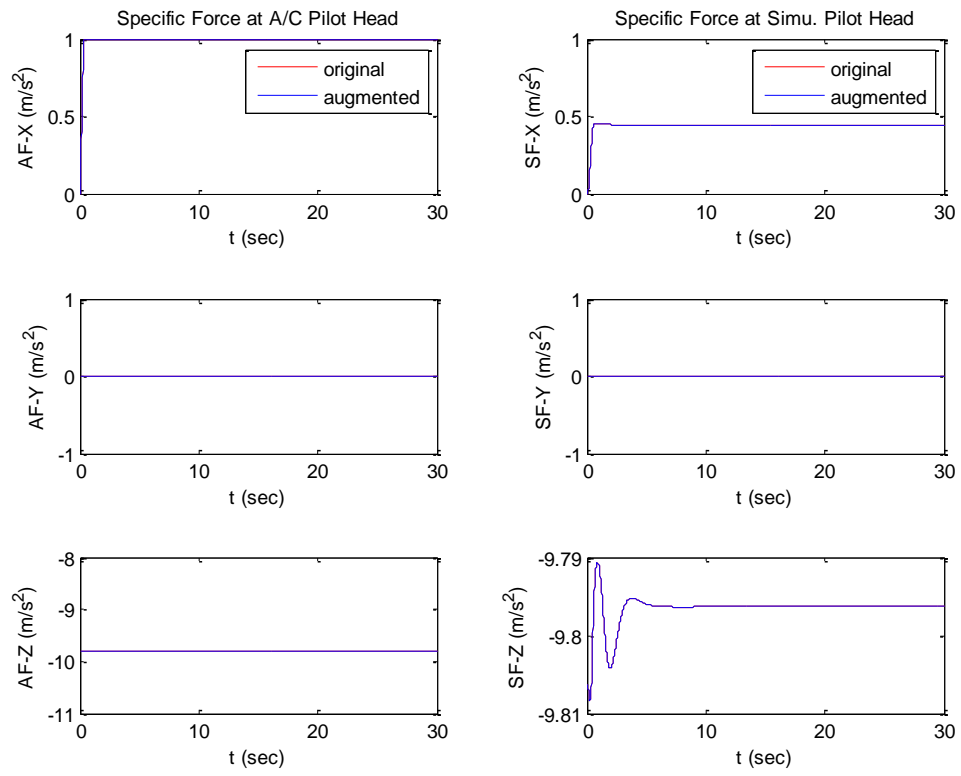 Specific Force at A/C Pilot Head
1
0.5
0
AF-X (m/s²)
original
augmented
0 10 20 30
t (sec)
Specific Force at Simu. Pilot Head
1
0.5
0
SF-X (m/s²)
original
augmented
0 10 20 30
t (sec)
1
0
-1
AF-Y (m/s²)
0 10 20 30
t (sec)
1
0
-1
SF-Y (m/s²)
0 10 20 30
t (sec)
-8
-9
-10
-11
AF-Z (m/s²)
0 10 20 30
t (sec)
-9.79
-9.8
-9.81
SF-Z (m/s²)
0 10 20 30
t (sec)